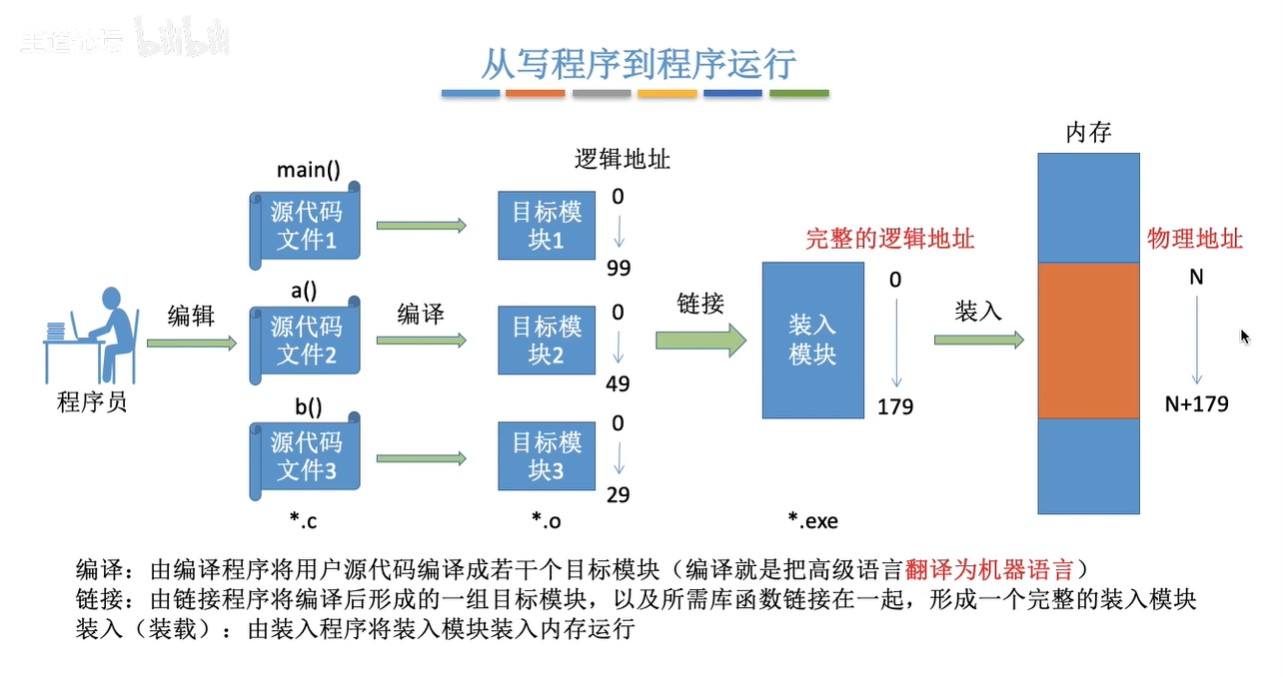 王道论坛 bilibili
从写程序到程序运行
内存
main()
逻辑地址
源代码
文件1
目标模
块1
0
99
完整的逻辑地址
物理地址
a()
编辑
源代码
文件2
编译
目标模
块2
0
49
链接
装入
模块
0
179
装入
N
N+179
程序员
b()
源代码
文件3
目标模
块3
0
29
*.c
*.o
*.exe
编译：由编译程序将用户源代码编译成若干个目标模块（编译就是把高级语言翻译为机器语言）
链接：由链接程序将编译后形成的一组目标模块，以及所需库函数链接在一起，形成一个完整的装入模块
装入（装载）：由装入程序将装入模块装入内存运行